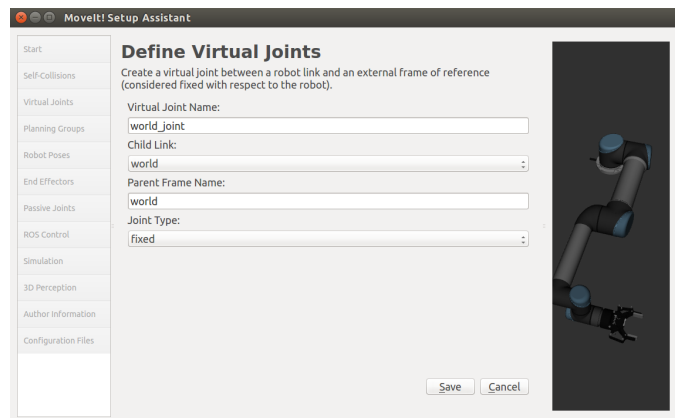 MoveIt! Setup Assistant
Start
Self-Collisions
Virtual Joints
Planning Groups
Robot Poses
End Effectors
Passive Joints
ROS Control
Simulation
3D Perception
Author Information
Configuration Files
Define Virtual Joints
Create a virtual joint between a robot link and an external frame of reference
(considered fixed with respect to the robot).
Virtual Joint Name:
world_joint
Child Link:
world
Parent Frame Name:
world
Joint Type:
fixed
Save Cancel